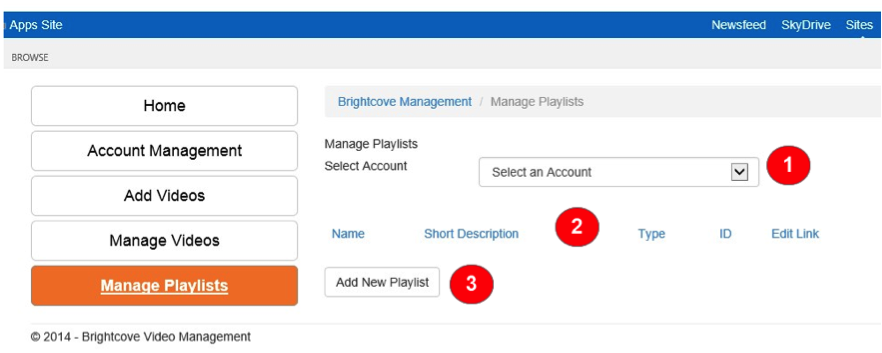 Apps Site Newsfeed SkyDrive Sites
BROWSE
Home
Account Management
Add Videos
Manage Videos
Manage Playlists
Brightcove Management / Manage Playlists
Manage Playlists
Select Account Select an Account 1
Name Short Description 2 Type ID Edit Link
Add New Playlist 3
© 2014 - Brightcove Video Management